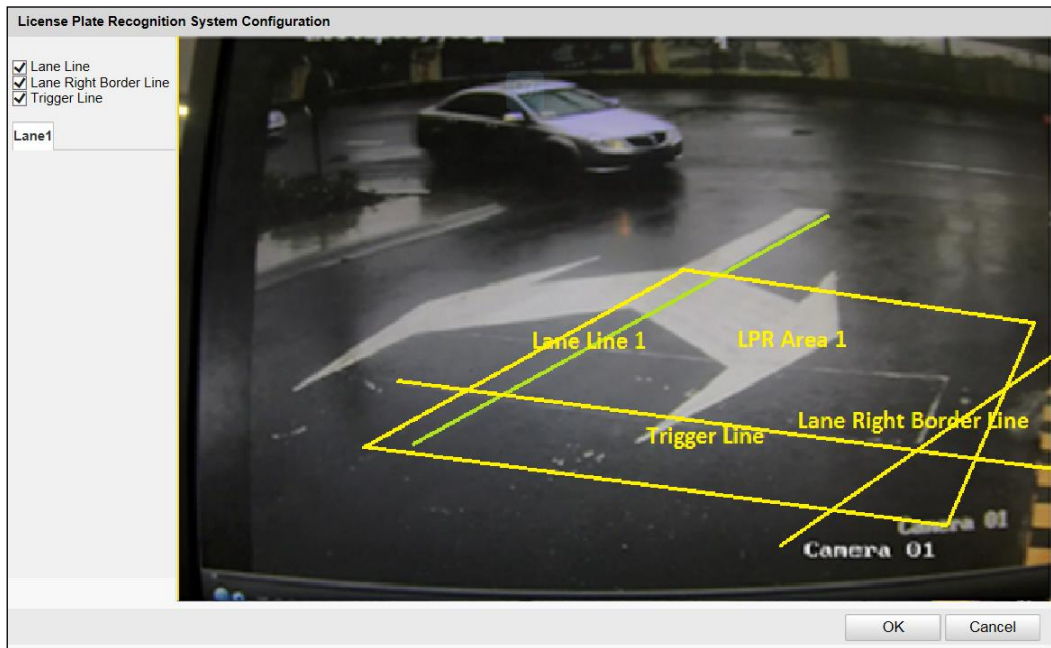 License Plate Recognition System Configuration
Lane Line
Lane Right Border Line
Trigger Line
Lane1
Lane Line 1
LPR Area 1
Lane Right Border Line
Trigger Line
Camera 01
Camera 01
OK
Cancel